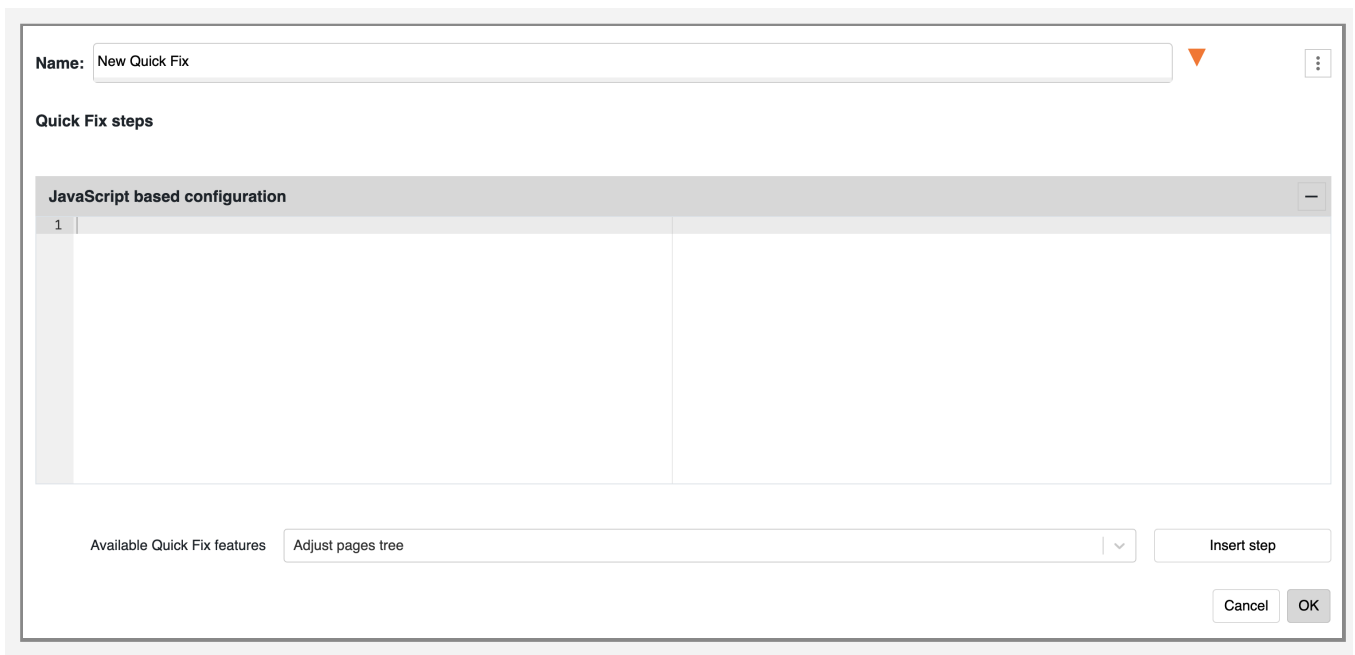 Name: New Quick Fix
Quick Fix steps
JavaScript based configuration
1
Available Quick Fix features Adjust pages tree Insert step
Cancel OK